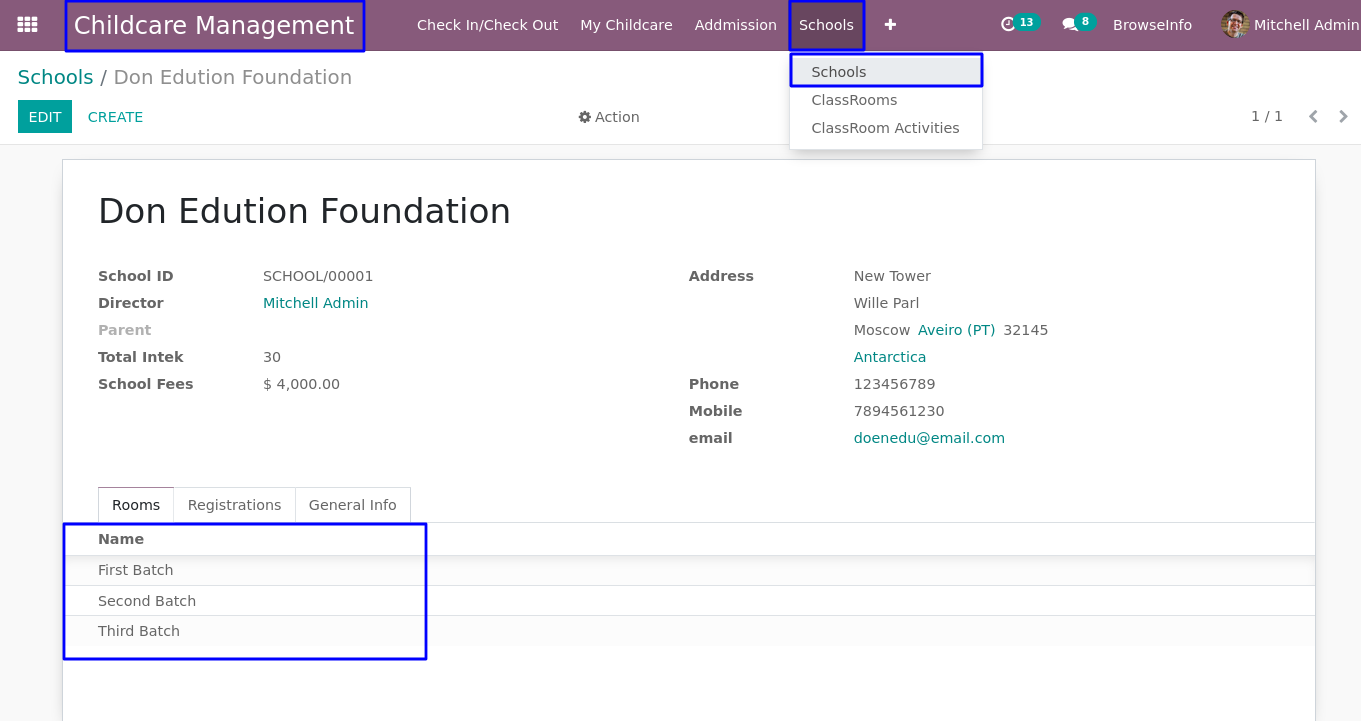 Childcare Management Check In/Check Out My Childcare Addmission Schools 13 8 BrowseInfo Mitchell Admin
Schools / Don Edution Foundation
Schools
ClassRooms
ClassRoom Activities
EDIT CREATE Action 1 / 1
Don Edution Foundation
School ID SCHOOL/00001
Director Mitchell Admin
Parent
Total Intek 30
School Fees $ 4,000.00
Address New Tower
Wille Parl
Moscow Aveiro (PT) 32145
Antarctica
Phone 123456789
Mobile 7894561230
email doenedu@email.com
Rooms Registrations General Info
Name
First Batch
Second Batch
Third Batch